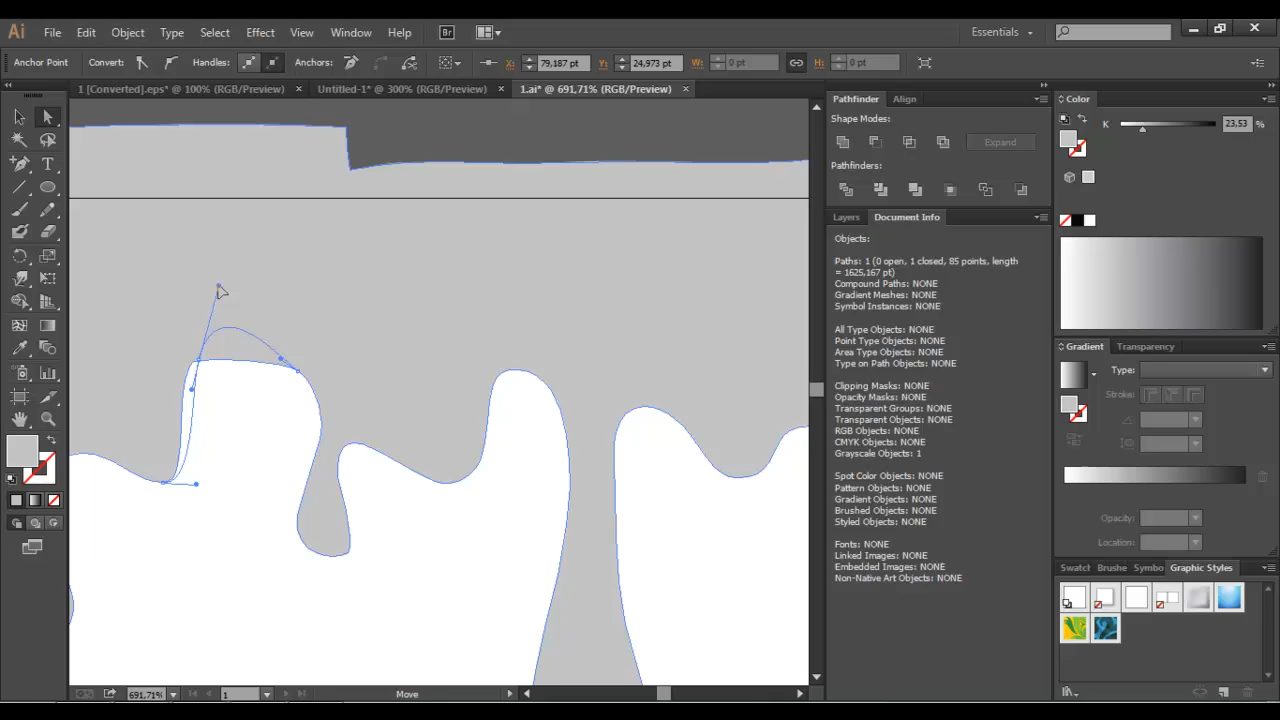 Ai File Edit Object Type Select Effect View Window Help Br Essentials
Anchor Point Convert: Handles: Anchors: X: 79,187 pt Y: 24,973 pt W: 0 pt H: 0 pt
1 [Converted].eps* @ 100% (RGB/Preview) Untitled-1* @ 300% (RGB/Preview) 1.ai* @ 691,71% (RGB/Preview)
Pathfinder Align
Shape Modes:
Expand
Pathfinders:
Layers Document Info
Objects:
Paths: 1 (0 open, 1 closed, 85 points, length
= 1625,167 pt)
Compound Paths: NONE
Gradient Meshes: NONE
Symbol Instances: NONE
All Type Objects: NONE
Point Type Objects: NONE
Area Type Objects: NONE
Type on Path Objects: NONE
Clipping Masks: NONE
Opacity Masks: NONE
Transparent Groups: NONE
Transparent Objects: NONE
RGB Objects: NONE
CMYK Objects: NONE
Grayscale Objects: 1
Spot Color Objects: NONE
Pattern Objects: NONE
Gradient Objects: NONE
Brushed Objects: NONE
Styled Objects: NONE
Fonts: NONE
Linked Images: NONE
Embedded Images: NONE
Non-Native Art Objects: NONE
Color
K 23,53 %
Gradient Transparency
Type:
Stroke:
Opacity:
Location:
Swatch Brushe Symbo Graphic Styles
691,71% 1 Move